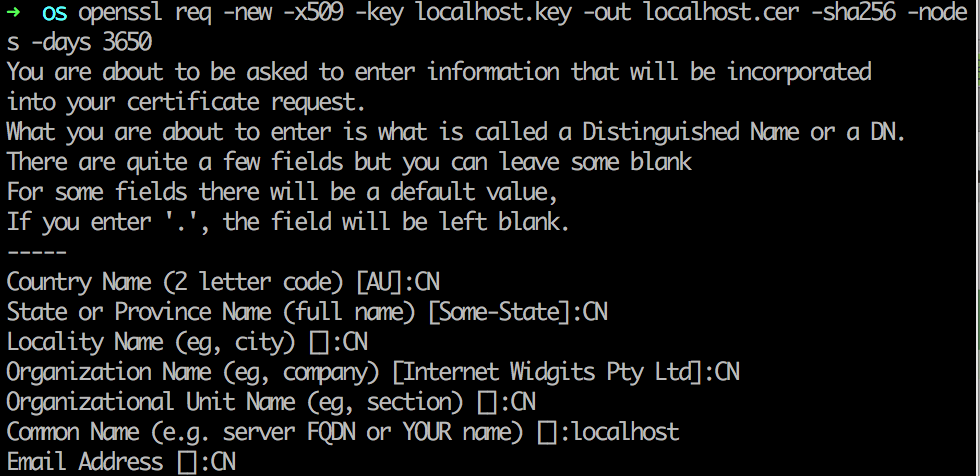 ➜ os openssl req -new -x509 -key localhost.key -out localhost.cer -sha256 -node
s -days 3650
You are about to be asked to enter information that will be incorporated
into your certificate request.
What you are about to enter is what is called a Distinguished Name or a DN.
There are quite a few fields but you can leave some blank
For some fields there will be a default value,
If you enter '.', the field will be left blank.
-----
Country Name (2 letter code) [AU]:CN
State or Province Name (full name) [Some-State]:CN
Locality Name (eg, city) []:CN
Organization Name (eg, company) [Internet Widgits Pty Ltd]:CN
Organizational Unit Name (eg, section) []:CN
Common Name (e.g. server FQDN or YOUR name) []:localhost
Email Address []:CN